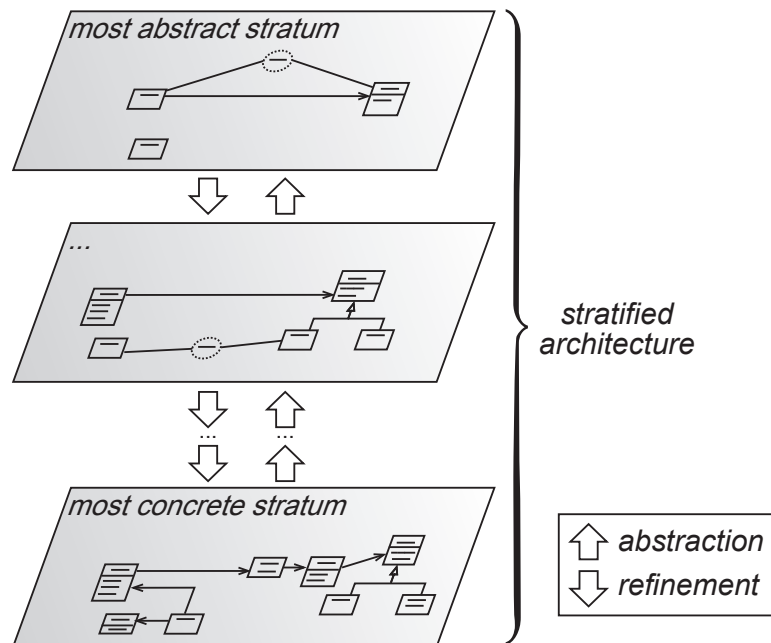 most abstract stratum
...
... ...
stratified
architecture
most concrete stratum
abstraction
refinement